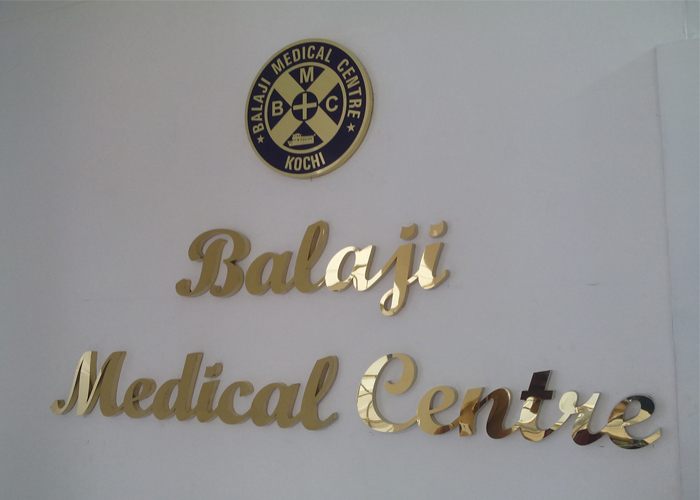 BALAJI MEDICAL CENTRE
M
B C
KOCHI
Balaji
Medical Centre